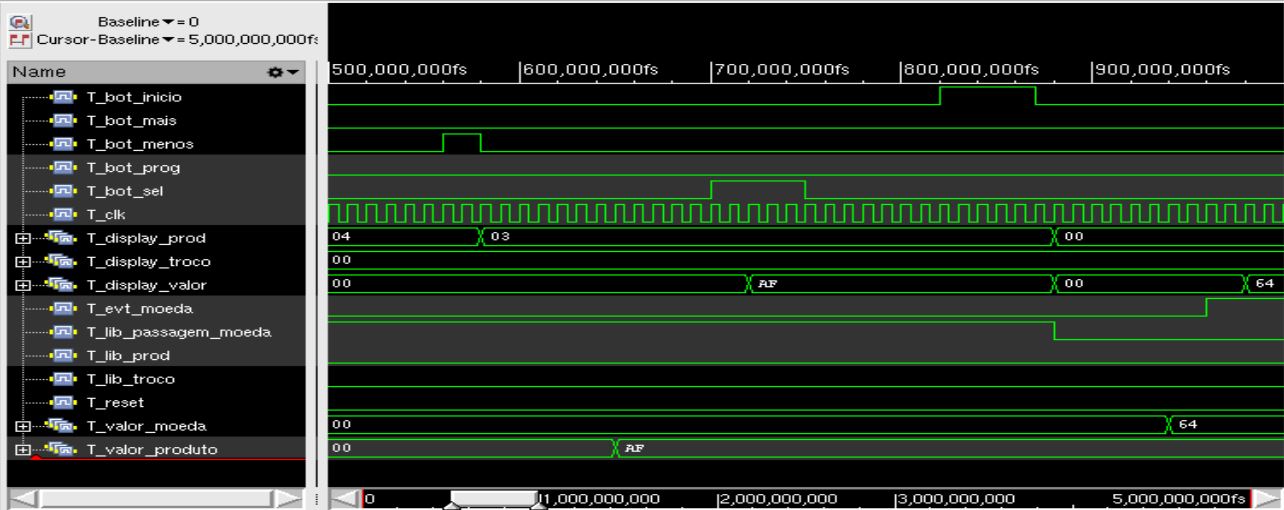 Baseline = 0
Cursor-Baseline = 5,000,000,000fs
Name 500,000,000fs 600,000,000fs 700,000,000fs 800,000,000fs 900,000,000fs
T_bot_inicio
T_bot_mais
T_bot_menos
T_bot_prog
T_bot_sel
T_clk
T_display_prod 04 03 00
T_display_troco 00
T_display_valor 00 AF 00 64
T_evt_moeda
T_lib_passagem_moeda
T_lib_prod
T_lib_troco
T_reset
T_valor_moeda 00 64
T_valor_produto 00 AF
0 1,000,000,000 2,000,000,000 3,000,000,000 5,000,000,000fs